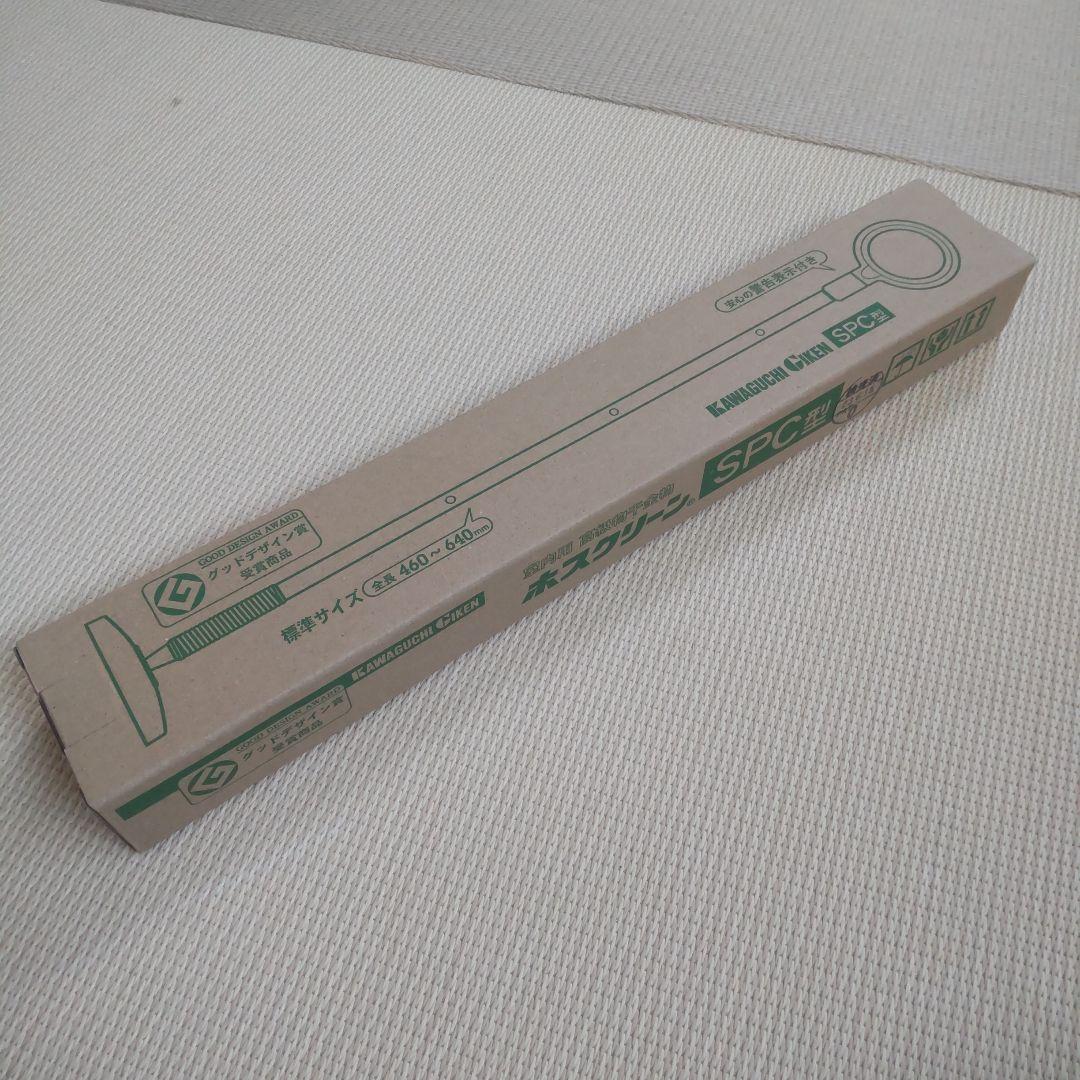 安心の警告表示付き
KAWAGUCHI GIKEN SPC型
GOOD DESIGN AWARD
グッドデザイン賞
受賞商品
標準サイズ 全長 460〜640mm
GOOD DESIGN AWARD
グッドデザイン賞
受賞商品
KAWAGUCHI GIKEN
室内用
ホスクリーン® SPC型